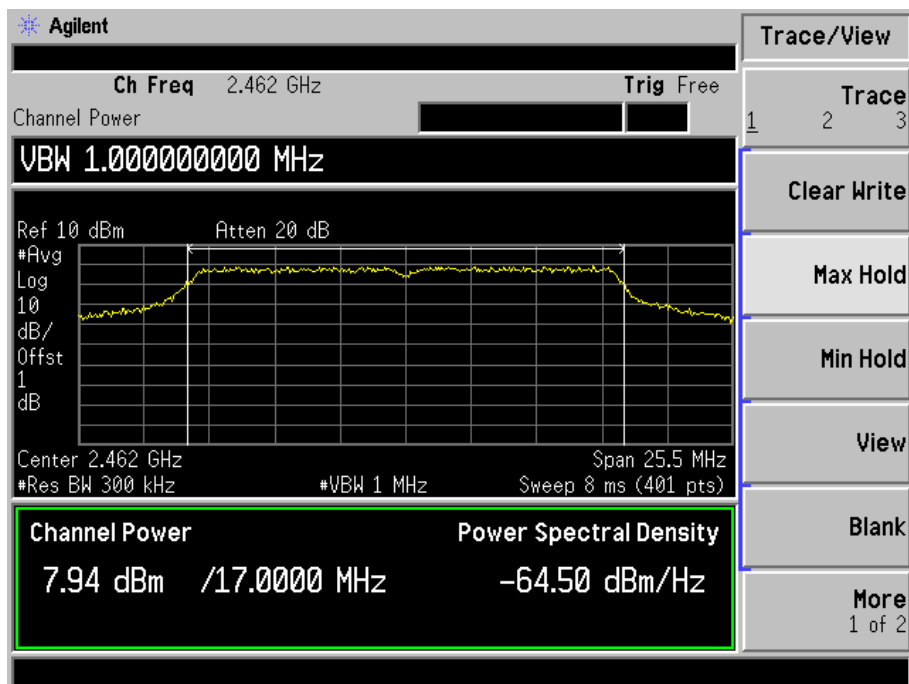 Agilent
Trace/View
Ch Freq 2.462 GHz Trig Free
Channel Power
Trace
1 2 3
VBW 1.000000000 MHz
Clear Write
Ref 10 dBm Atten 20 dB
#Avg
Log
10
dB/
Offst
1
dB
Max Hold
Min Hold
View
Center 2.462 GHz Span 25.5 MHz
#Res BW 300 kHz #VBW 1 MHz Sweep 8 ms (401 pts)
Channel Power Power Spectral Density
7.94 dBm /17.0000 MHz -64.50 dBm/Hz
Blank
More
1 of 2